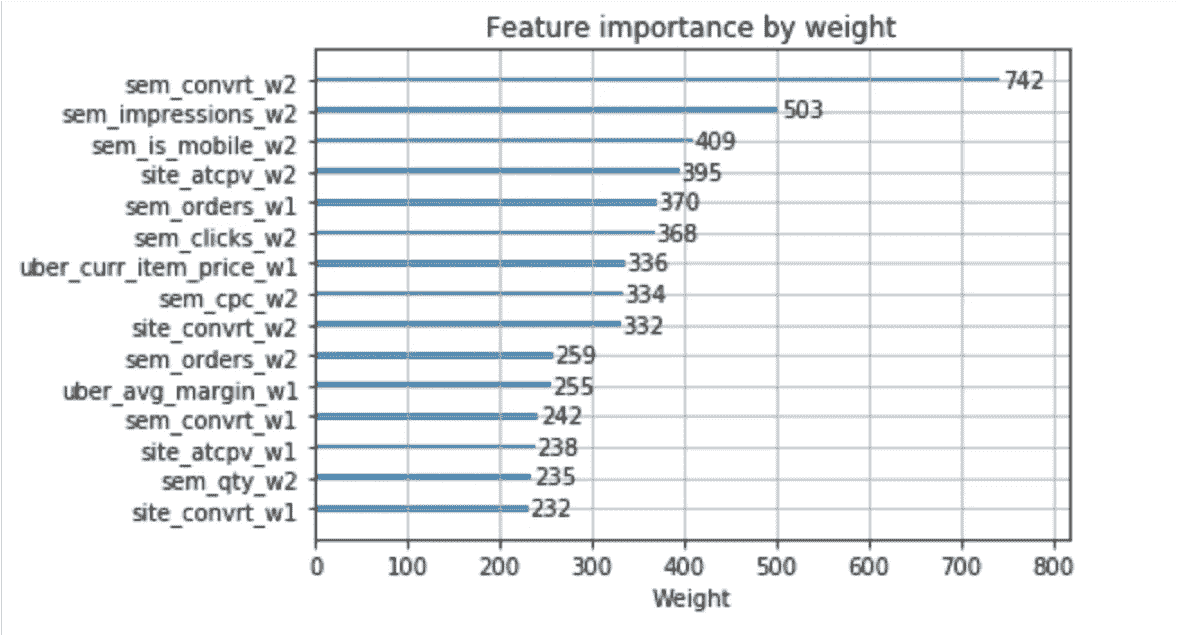 Feature importance by weight
sem_convrt_w2 742
sem_impressions_w2 503
sem_is_mobile_w2 409
site_atcpv_w2 395
sem_orders_w1 370
sem_clicks_w2 368
uber_curr_item_price_w1 336
sem_cpc_w2 334
site_convrt_w2 332
sem_orders_w2 259
uber_avg_margin_w1 255
sem_convrt_w1 242
site_atcpv_w1 238
sem_qty_w2 235
site_convrt_w1 232
0 100 200 300 400 500 600 700 800
Weight